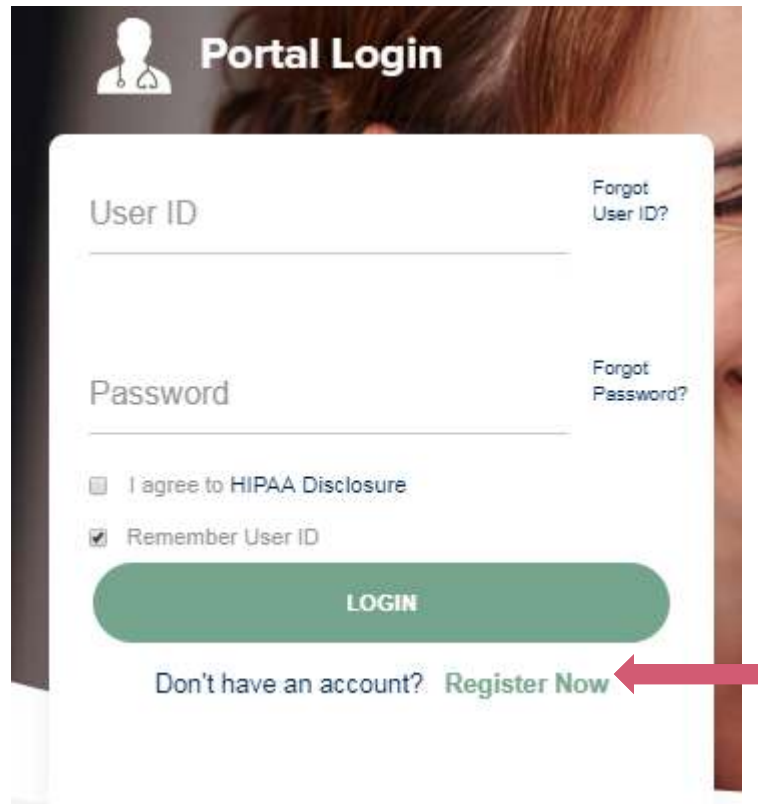 Portal Login
User ID
Forgot
User ID?
Password
Forgot
Password?
I agree to HIPAA Disclosure
Remember User ID
LOGIN
Don't have an account? Register Now